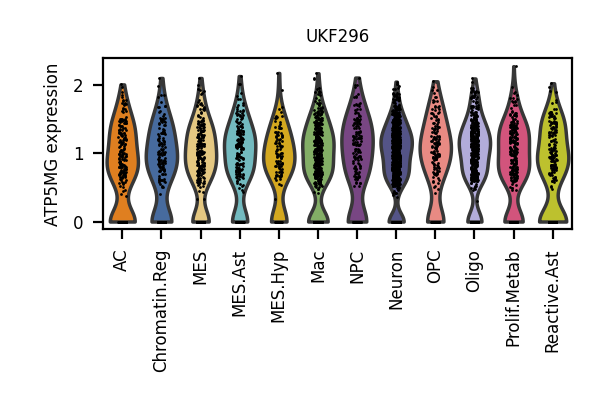 UKF296
ATP5MG expression
2
1
0
AC
Chromatin.Reg
MES
MES.Ast
MES.Hyp
Mac
NPC
Neuron
OPC
Oligo
Prolif.Metab
Reactive.Ast